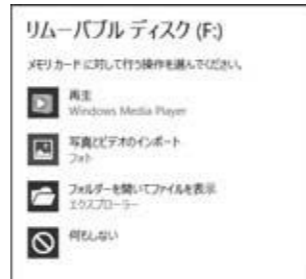 リムーバブル ディスク (F:)
メモリ カード に対して行う操作を選んでください。
再生
Windows Media Player
写真とビデオのインポート
フォト
フォルダーを開いてファイルを表示
エクスプローラー
何もしない